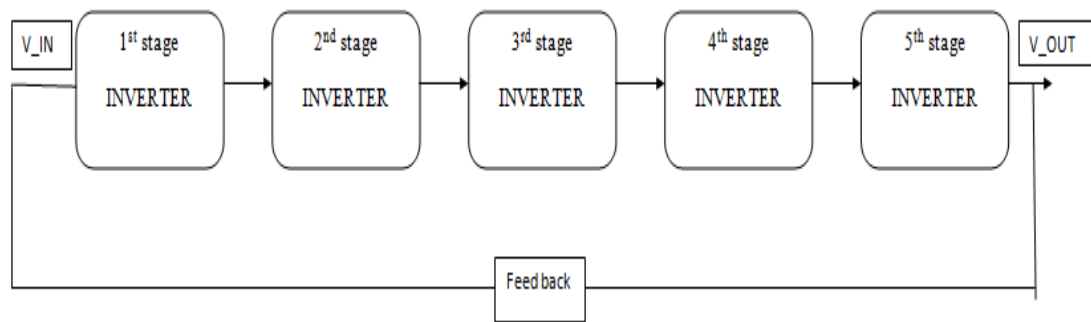 V_IN
1st stage
INVERTER
2nd stage
INVERTER
3rd stage
INVERTER
4th stage
INVERTER
5th stage
INVERTER
V_OUT
Feed back